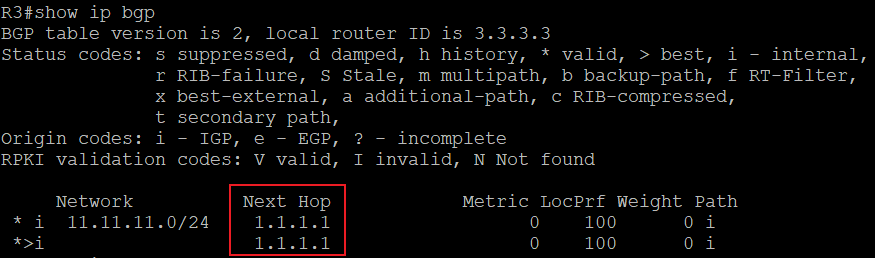 R3#show ip bgp
BGP table version is 2, local router ID is 3.3.3.3
Status codes: s suppressed, d damped, h history, * valid, > best, i - internal,
              r RIB-failure, S Stale, m multipath, b backup-path, f RT-Filter,
              x best-external, a additional-path, c RIB-compressed,
              t secondary path,
Origin codes: i - IGP, e - EGP, ? - incomplete
RPKI validation codes: V valid, I invalid, N Not found
     Network          Next Hop            Metric LocPrf Weight Path
 * i  11.11.11.0/24    1.1.1.1                  0    100      0 i
 *>i                   1.1.1.1                  0    100      0 i